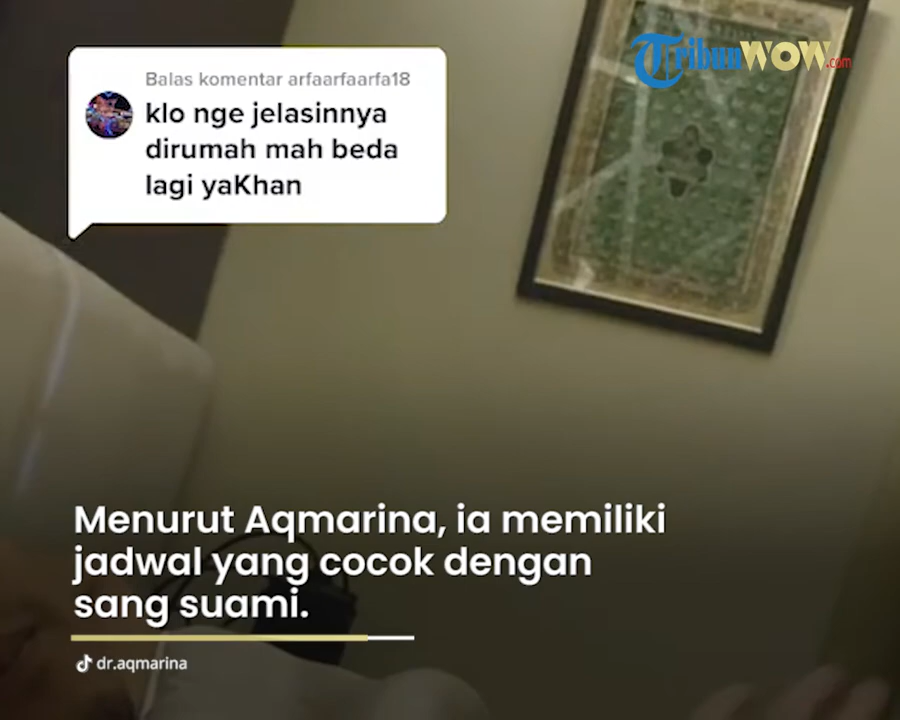 TribunWOW.com
Balas komentar arfaarfaarfa18
klo nge jelasinnya
dirumah mah beda
lagi yaKhan
Menurut Aqmarina, ia memiliki
jadwal yang cocok dengan
sang suami.
dr.aqmarina